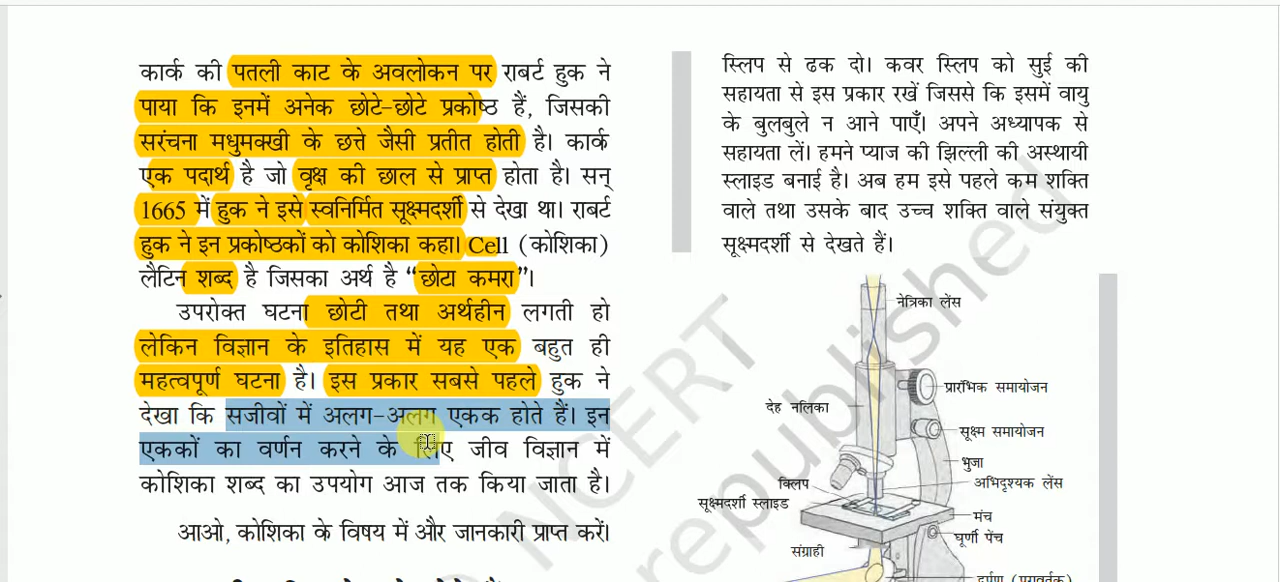 कार्क की पतली काट के अवलोकन पर राबर्ट हुक ने
पाया कि इनमें अनेक छोटे-छोटे प्रकोष्ठ हैं, जिसकी
सरंचना मधुमक्खी के छत्ते जैसी प्रतीत होती है। कार्क
एक पदार्थ है जो वृक्ष की छाल से प्राप्त होता है। सन्
1665 में हुक ने इसे स्वनिर्मित सूक्ष्मदर्शी से देखा था। राबर्ट
हुक ने इन प्रकोष्ठकों को कोशिका कहा। Cell (कोशिका)
लैटिन शब्द है जिसका अर्थ है “छोटा कमरा”।
उपरोक्त घटना छोटी तथा अर्थहीन लगती हो
लेकिन विज्ञान के इतिहास में यह एक बहुत ही
महत्वपूर्ण घटना है। इस प्रकार सबसे पहले हुक ने
देखा कि सजीवों में अलग-अलग एकक होते हैं। इन
एककों का वर्णन करने के लिए जीव विज्ञान में
कोशिका शब्द का उपयोग आज तक किया जाता है।
आओ, कोशिका के विषय में और जानकारी प्राप्त करें।
स्लिप से ढक दो। कवर स्लिप को सुई की
सहायता से इस प्रकार रखें जिससे कि इसमें वायु
के बुलबुले न आने पाएँ। अपने अध्यापक से
सहायता लें। हमने प्याज की झिल्ली की अस्थायी
स्लाइड बनाई है। अब हम इसे पहले कम शक्ति
वाले तथा उसके बाद उच्च शक्ति वाले संयुक्त
सूक्ष्मदर्शी से देखते हैं।
नेत्रिका लेंस
प्रारंभिक समायोजन
देह नलिका
सूक्ष्म समायोजन
भुजा
क्लिप
अभिदृश्यक लेंस
सूक्ष्मदर्शी स्लाइड
मंच
घूर्णी पेंच
संग्राही
NCERT
republished